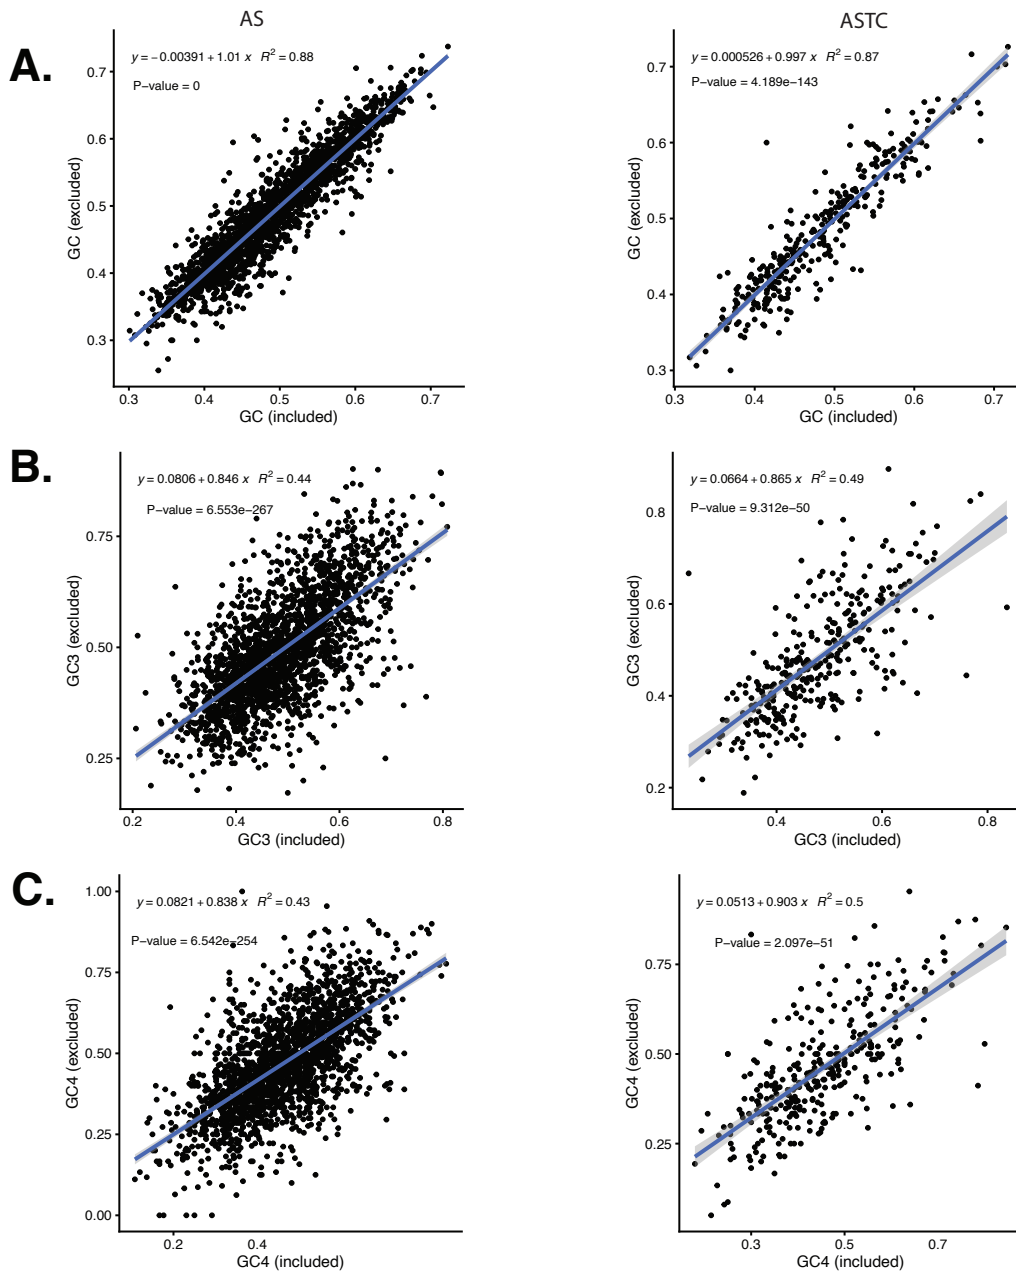 AS
ASTC
A.
y = −0.00391 + 1.01 x R² = 0.88
P−value = 0
0.7
0.6
0.5
0.4
0.3
GC (excluded)
0.3 0.4 0.5 0.6 0.7
GC (included)
y = 0.000526 + 0.997 x R² = 0.87
P−value = 4.189e−143
0.7
0.6
0.5
0.4
0.3
GC (excluded)
0.3 0.4 0.5 0.6 0.7
GC (included)
B.
y = 0.0806 + 0.846 x R² = 0.44
P−value = 6.553e−267
0.75
0.50
0.25
GC3 (excluded)
0.2 0.4 0.6 0.8
GC3 (included)
y = 0.0664 + 0.865 x R² = 0.49
P−value = 9.312e−50
0.8
0.6
0.4
0.2
GC3 (excluded)
0.4 0.6 0.8
GC3 (included)
C.
y = 0.0821 + 0.838 x R² = 0.43
P−value = 6.542e−254
1.00
0.75
0.50
0.25
0.00
GC4 (excluded)
0.2 0.4
GC4 (included)
y = 0.0513 + 0.903 x R² = 0.5
P−value = 2.097e−51
0.75
0.50
0.25
GC4 (excluded)
0.3 0.5 0.7
GC4 (included)